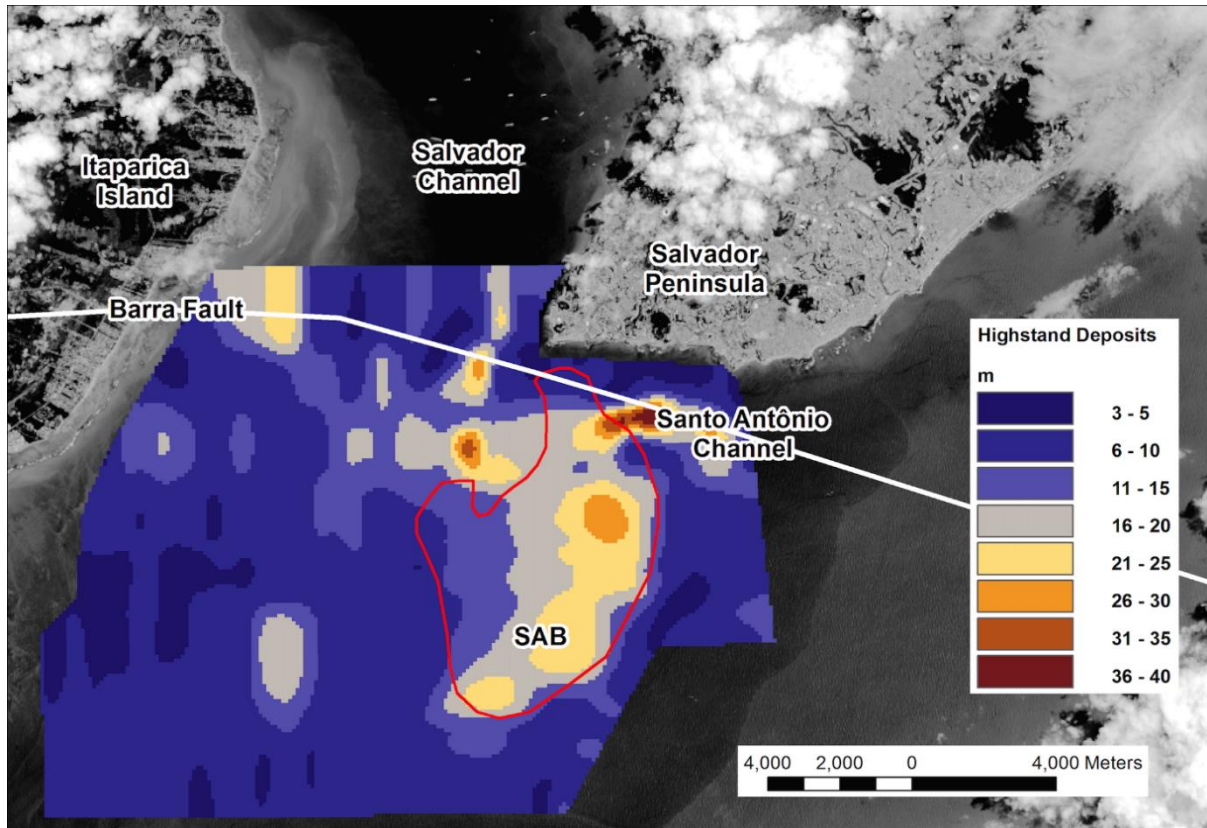 Itaparica
Island
Salvador
Channel
Salvador
Peninsula
Barra Fault
Santo Antônio
Channel
SAB
Highstand Deposits
m
3 - 5
6 - 10
11 - 15
16 - 20
21 - 25
26 - 30
31 - 35
36 - 40
4,000 2,000 0 4,000 Meters